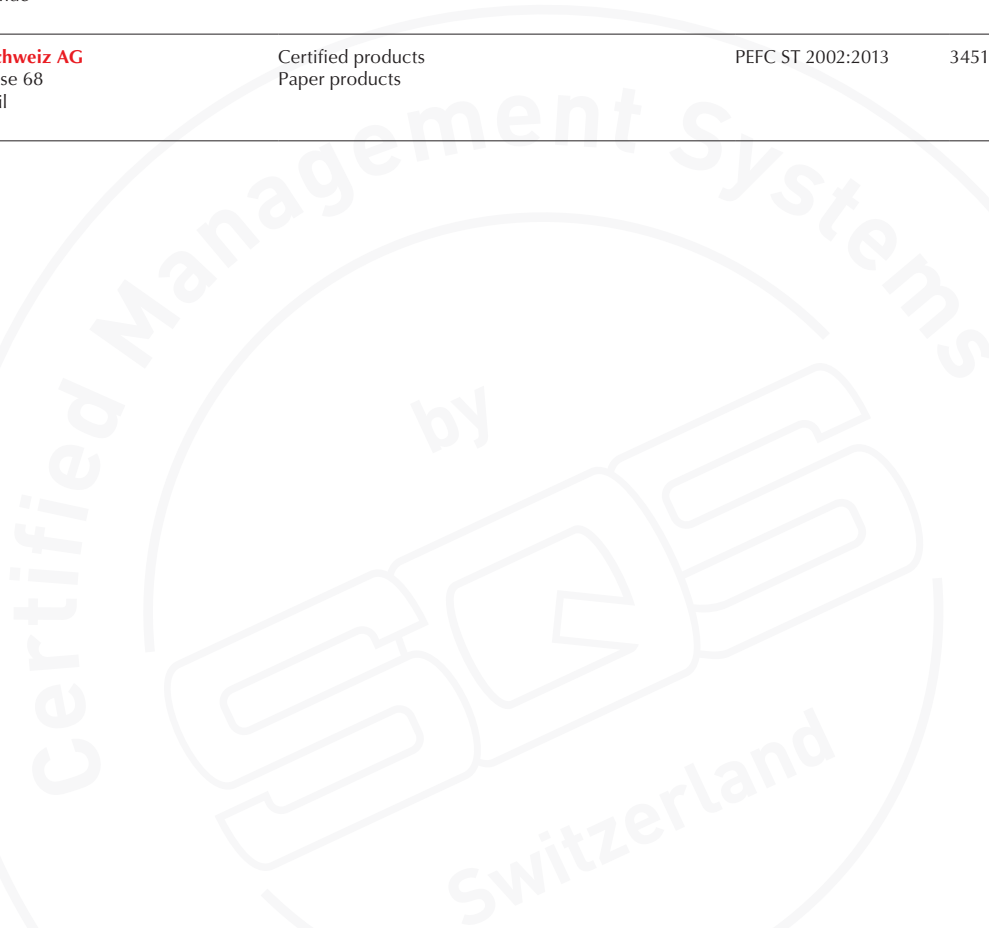 chweiz AG Certified products PEFC ST 2002:2013 3451
se 68 Paper products
il
Certified Management Systems
by
SQS
Switzerland